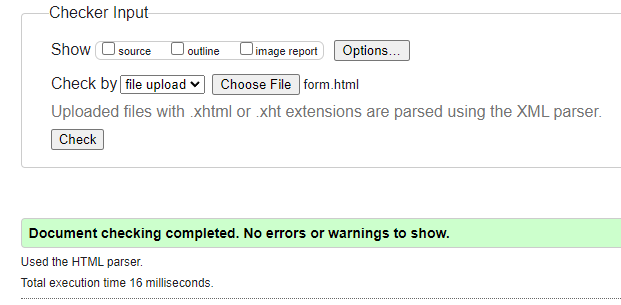 Checker Input
Show source outline image report Options...
Check by file upload Choose File form.html
Uploaded files with .xhtml or .xht extensions are parsed using the XML parser.
Check
Document checking completed. No errors or warnings to show.
Used the HTML parser.
Total execution time 16 milliseconds.